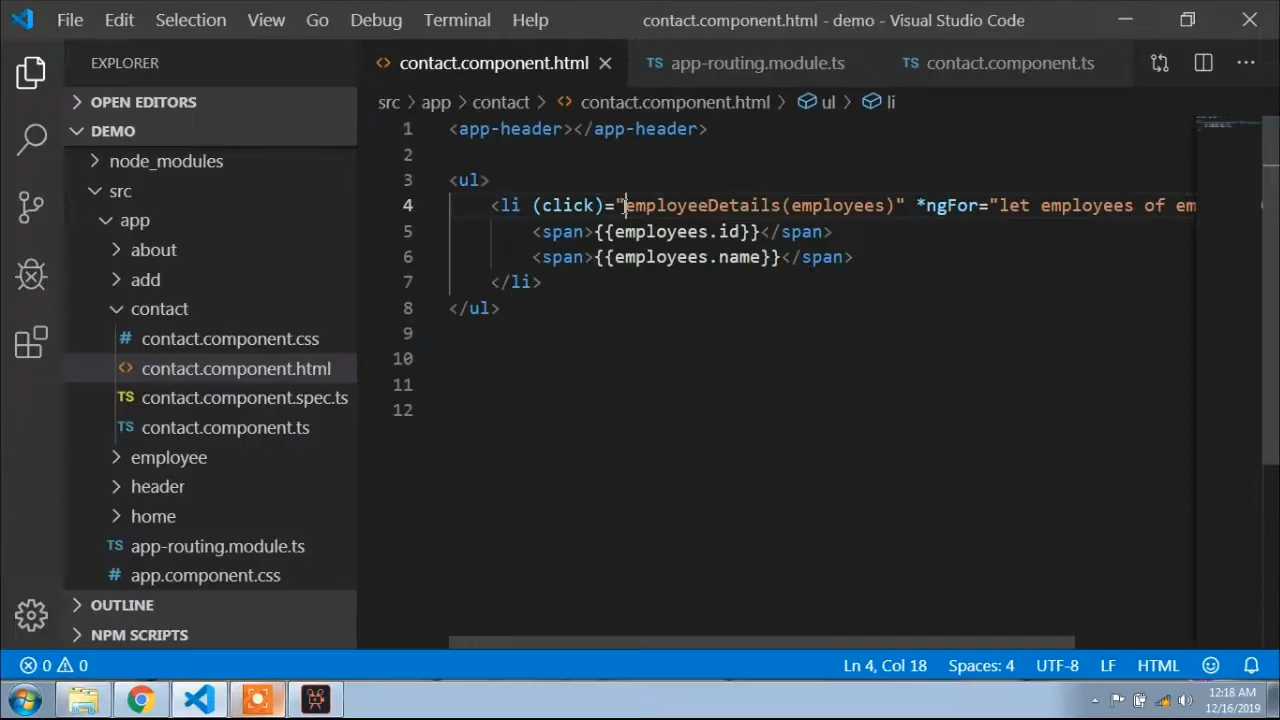 File Edit Selection View Go Debug Terminal Help contact.component.html - demo - Visual Studio Code
EXPLORER
OPEN EDITORS
DEMO
node_modules
src
app
about
add
contact
# contact.component.css
<> contact.component.html
TS contact.component.spec.ts
TS contact.component.ts
employee
header
home
TS app-routing.module.ts
# app.component.css
OUTLINE
NPM SCRIPTS
<> contact.component.html TS app-routing.module.ts TS contact.component.ts
src > app > contact > <> contact.component.html > ul > li
1 <app-header></app-header>
2
3 <ul>
4 <li (click)="employeeDetails(employees)" *ngFor="let employees of em
5 <span>{{employees.id}}</span>
6 <span>{{employees.name}}</span>
7 </li>
8 </ul>
9
10
11
12
0 0 Ln 4, Col 18 Spaces: 4 UTF-8 LF HTML
12:18 AM
12/16/2019